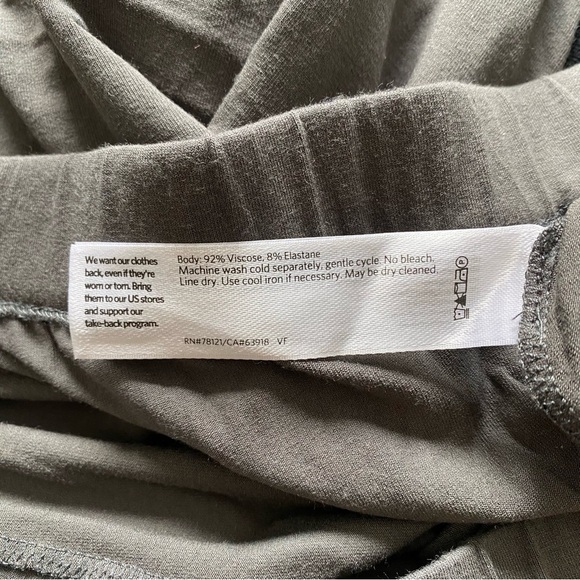 We want our clothes
back, even if they're
worn or torn. Bring
them to our US stores
and support our
take-back program.
Body: 92% Viscose, 8% Elastane
Machine wash cold separately, gentle cycle. No bleach.
Line dry. Use cool iron if necessary. May be dry cleaned.
RN#78121/CA#63918 VF